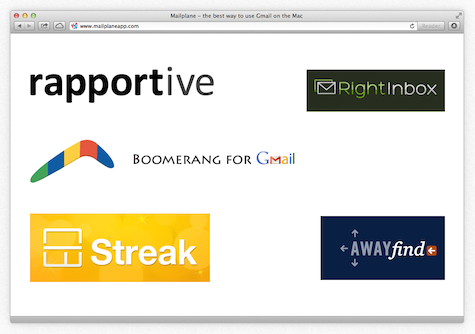 Mailplane – the best way to use Gmail on the Mac
www.mailplaneapp.com
Reader
rapportive
RightInbox
Boomerang for Gmail
Streak
AWAYfind